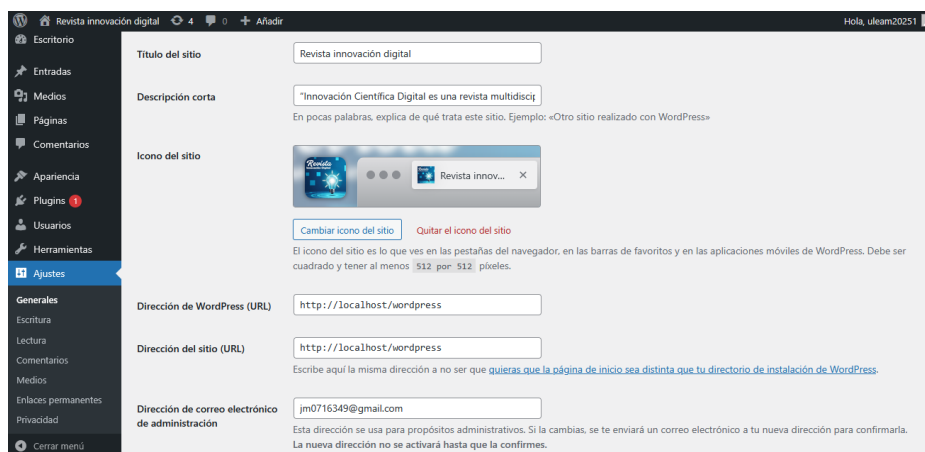 Revista innovación digital 4 0 Añadir Hola, uleam20251
Escritorio
Entradas
Medios
Páginas
Comentarios
Apariencia
Plugins 1
Usuarios
Herramientas
Ajustes
Generales
Escritura
Lectura
Comentarios
Medios
Enlaces permanentes
Privacidad
Cerrar menú
Título del sitio
Revista innovación digital
Descripción corta
"Innovación Científica Digital es una revista multidiscip
En pocas palabras, explica de qué trata este sitio. Ejemplo: «Otro sitio realizado con WordPress»
Icono del sitio
Revista
Revista innov...
Cambiar icono del sitio Quitar el icono del sitio
El icono del sitio es lo que ves en las pestañas del navegador, en las barras de favoritos y en las aplicaciones móviles de WordPress. Debe ser
cuadrado y tener al menos 512 por 512 píxeles.
Dirección de WordPress (URL)
http://localhost/wordpress
Dirección del sitio (URL)
http://localhost/wordpress
Escribe aquí la misma dirección a no ser que quieras que la página de inicio sea distinta que tu directorio de instalación de WordPress.
Dirección de correo electrónico
de administración
jm0716349@gmail.com
Esta dirección se usa para propósitos administrativos. Si la cambias, se te enviará un correo electrónico a tu nueva dirección para confirmarla.
La nueva dirección no se activará hasta que la confirmes.